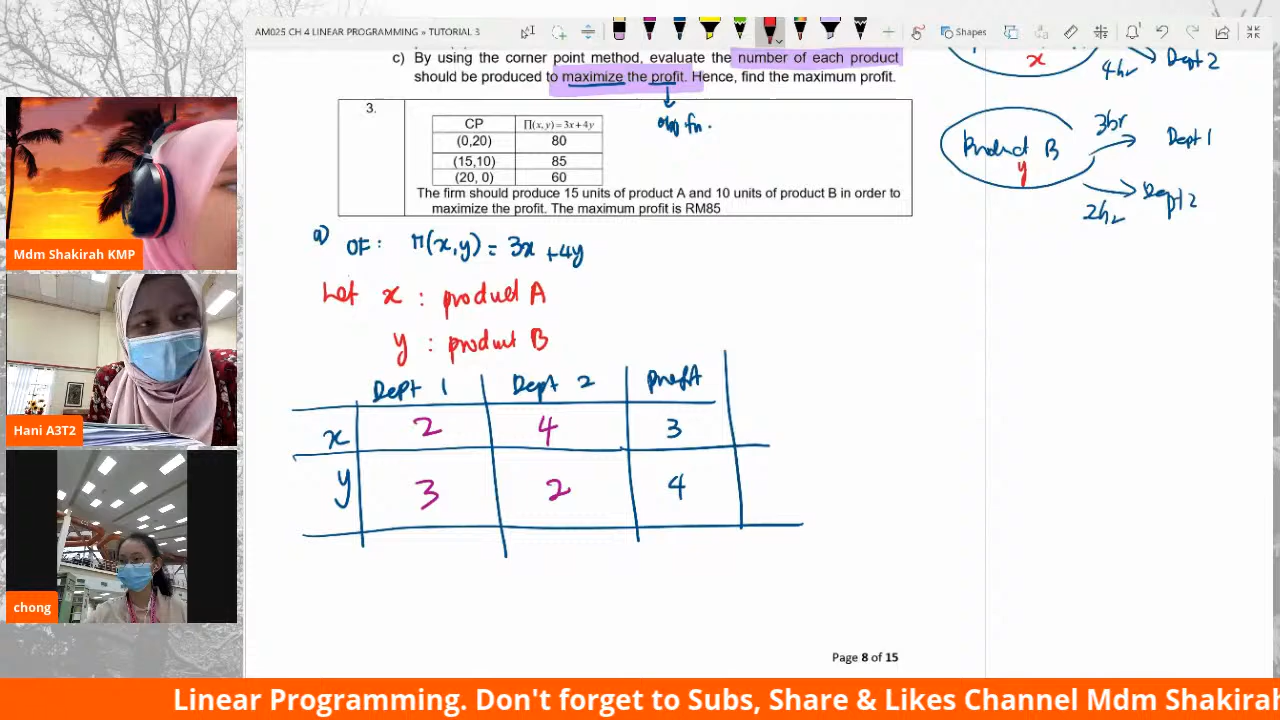 AM025 CH 4 LINEAR PROGRAMMING » TUTORIAL 3
Shapes
c) By using the corner point method, evaluate the number of each product
should be produced to maximize the profit. Hence, find the maximum profit.
obj fn.
3.
CP Π(x, y) = 3x + 4y
(0,20) 80
(15,10) 85
(20, 0) 60
The firm should produce 15 units of product A and 10 units of product B in order to
maximize the profit. The maximum profit is RM85
x
4hr
Dept 2
Product B
y
3hr
Dept 1
2hr
Dept 2
a) OF: π(x,y) = 3x + 4y
Let x : product A
y : product B
Dept 1 Dept 2 Profit
x 2 4 3
y 3 2 4
Page 8 of 15
Mdm Shakirah KMP
Hani A3T2
chong
Linear Programming. Don't forget to Subs, Share & Likes Channel Mdm Shakirah